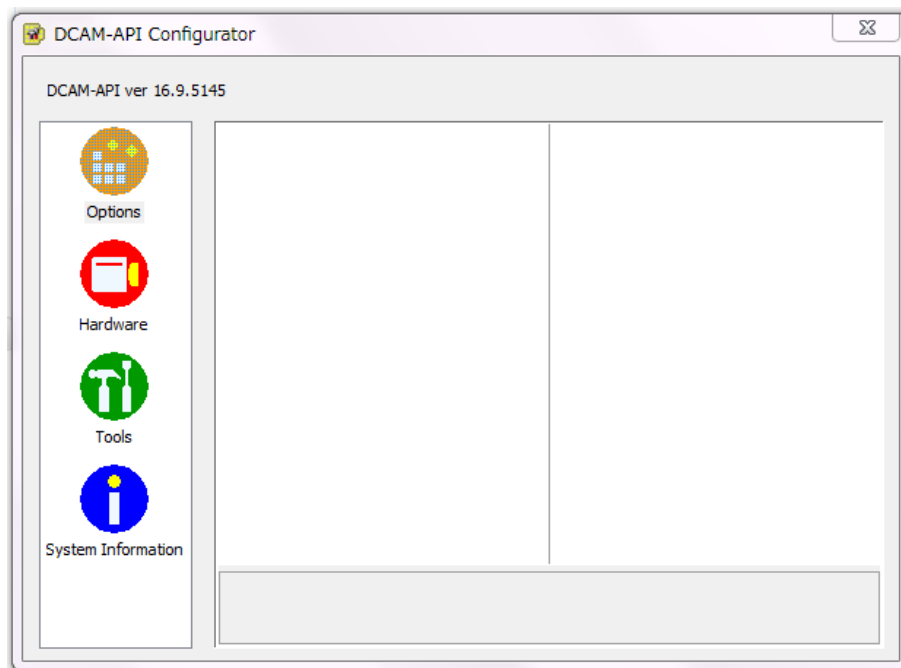 DCAM-API Configurator
DCAM-API ver 16.9.5145
Options
Hardware
Tools
System Information